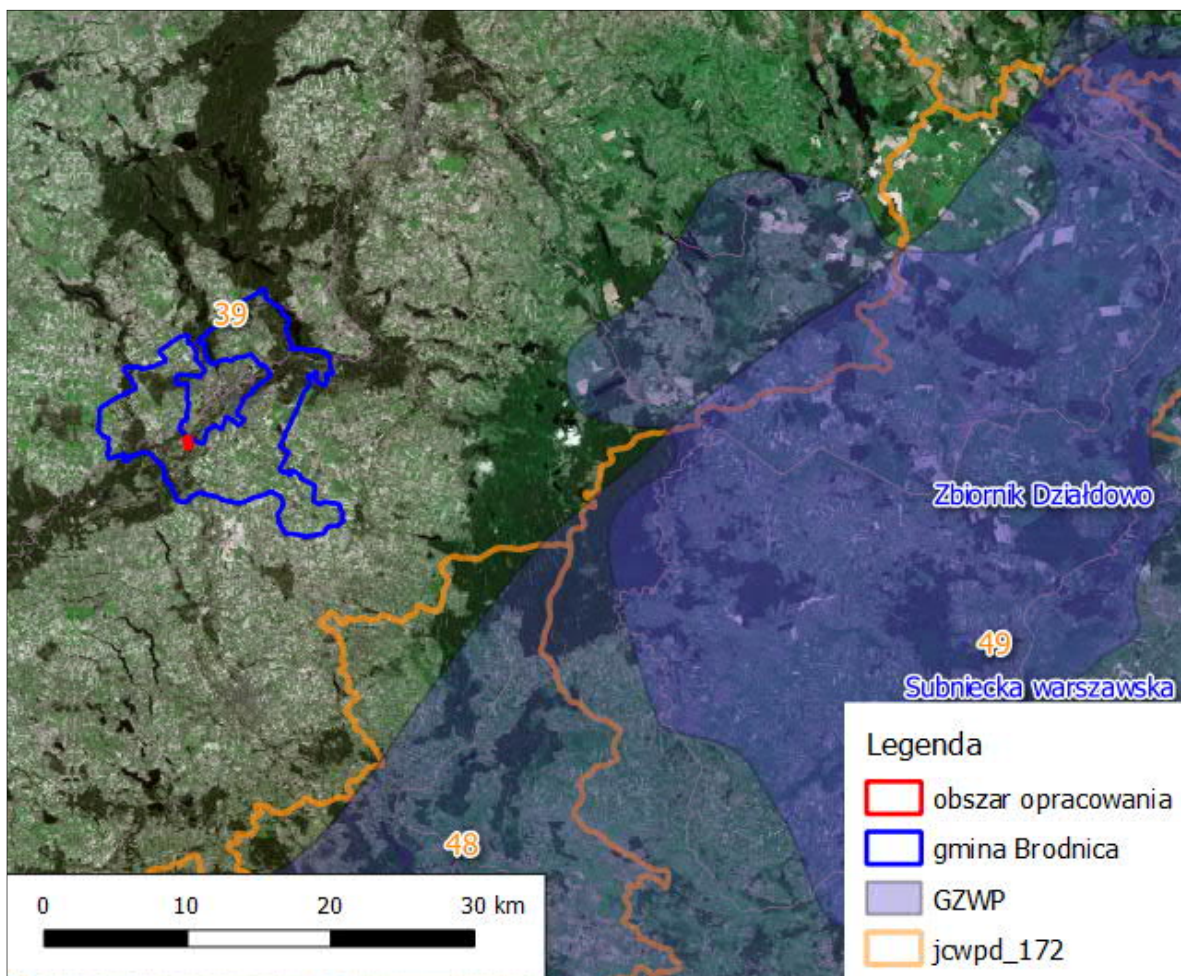 39
Zbiornik Działdowo
49
Subniecka warszawska
48
Legenda
obszar opracowania
gmina Brodnica
GZWP
jcwpd_172
0 10 20 30 km